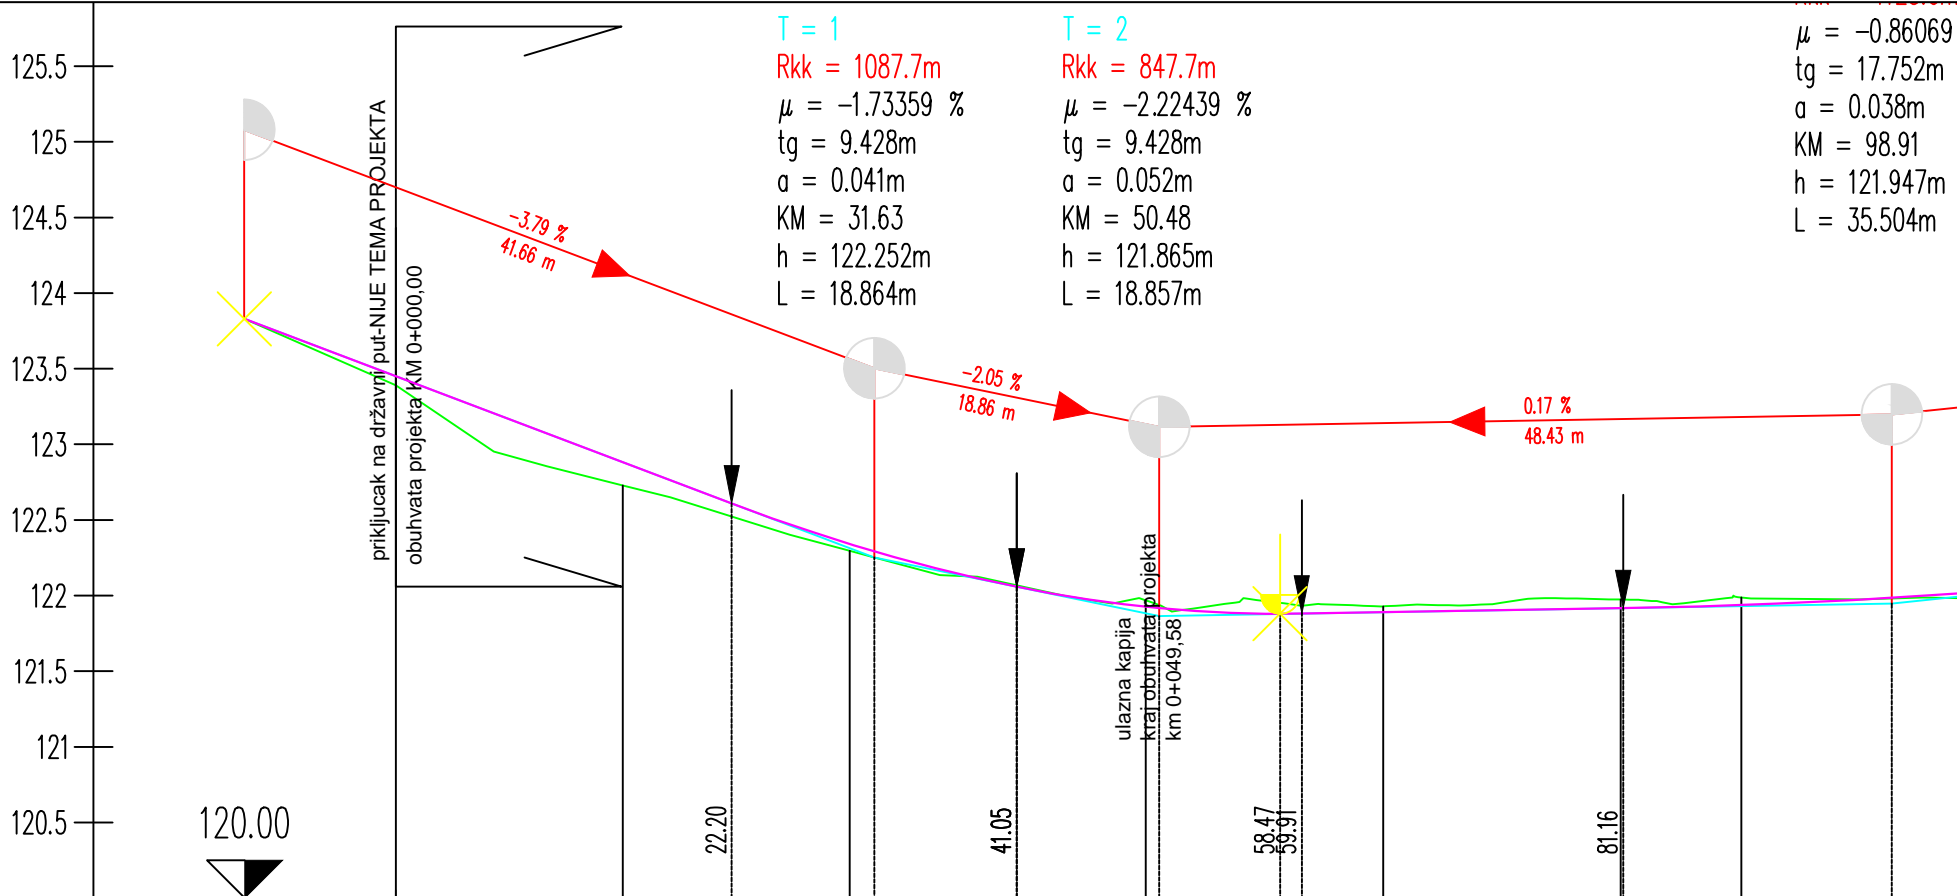 T = 1
Rkk = 1087.7m
μ = -1.73359 %
tg = 9.428m
a = 0.041m
KM = 31.63
h = 122.252m
L = 18.864m
T = 2
Rkk = 847.7m
μ = -2.22439 %
tg = 9.428m
a = 0.052m
KM = 50.48
h = 121.865m
L = 18.857m
μ = -0.86069
tg = 17.752m
a = 0.038m
KM = 98.91
h = 121.947m
L = 35.504m
125.5
125
124.5
124
123.5
123
122.5
122
121.5
121
120.5
120.00
prikljucak na državni put-NIJE TEMA PROJEKTA
obuhvata projekta KM 0+000,00
-3.79 %
41.66 m
-2.05 %
18.86 m
0.17 %
48.43 m
ulazna kapija
kraj obuhvata projekta
km 0+049,58
22.20
41.05
58.47
59.91
81.16